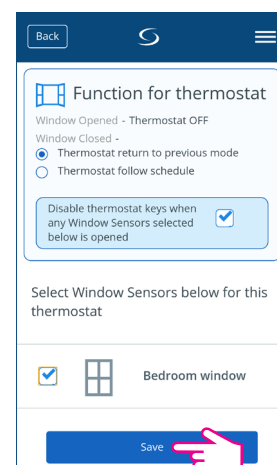 Back
Function for thermostat
Window Opened - Thermostat OFF
Window Closed -
Thermostat return to previous mode
Thermostat follow schedule
Disable thermostat keys when
any Window Sensors selected
below is opened
Select Window Sensors below for this
thermostat
Bedroom window
Save